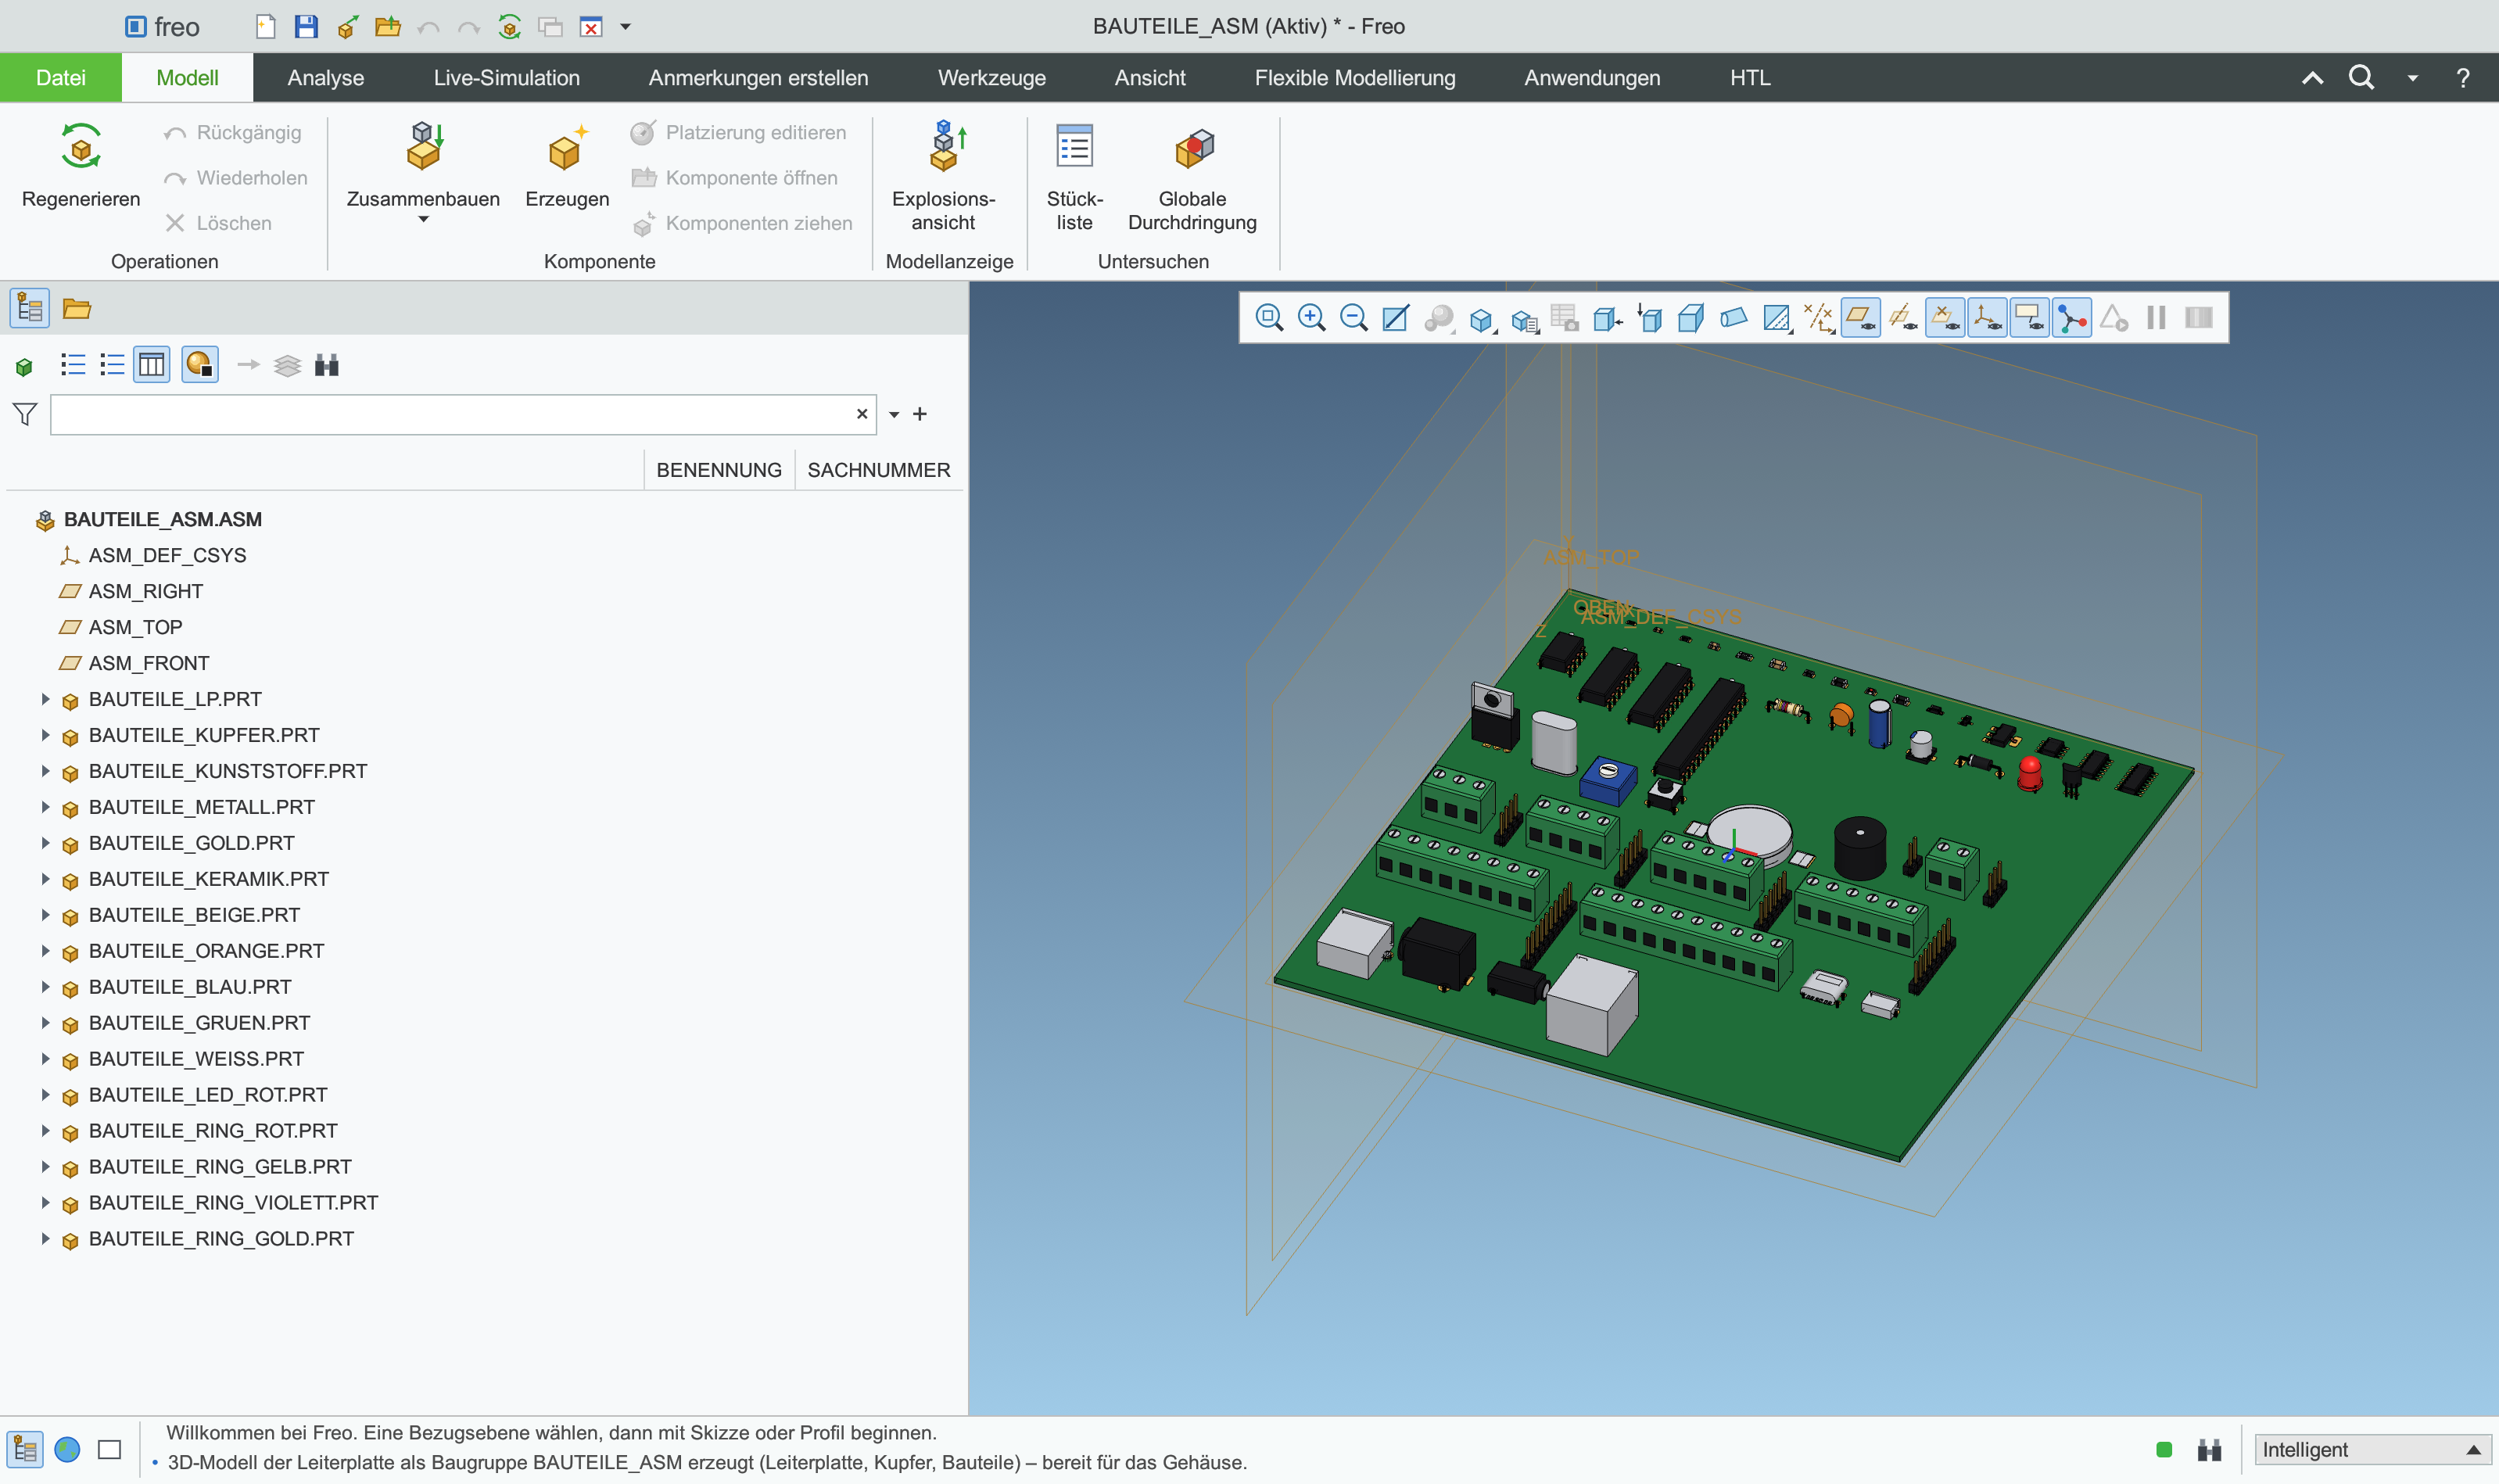 freo
BAUTEILE_ASM (Aktiv) * - Freo
Datei Modell Analyse Live-Simulation Anmerkungen erstellen Werkzeuge Ansicht Flexible Modellierung Anwendungen HTL ?
Regenerieren
Rückgängig
Wiederholen
Löschen
Operationen
Zusammenbauen
Erzeugen
Platzierung editieren
Komponente öffnen
Komponenten ziehen
Komponente
Explosions-
ansicht
Modellanzeige
Stück-
liste
Globale
Durchdringung
Untersuchen
BENENNUNG SACHNUMMER
BAUTEILE_ASM.ASM
ASM_DEF_CSYS
ASM_RIGHT
ASM_TOP
ASM_FRONT
BAUTEILE_LP.PRT
BAUTEILE_KUPFER.PRT
BAUTEILE_KUNSTSTOFF.PRT
BAUTEILE_METALL.PRT
BAUTEILE_GOLD.PRT
BAUTEILE_KERAMIK.PRT
BAUTEILE_BEIGE.PRT
BAUTEILE_ORANGE.PRT
BAUTEILE_BLAU.PRT
BAUTEILE_GRUEN.PRT
BAUTEILE_WEISS.PRT
BAUTEILE_LED_ROT.PRT
BAUTEILE_RING_ROT.PRT
BAUTEILE_RING_GELB.PRT
BAUTEILE_RING_VIOLETT.PRT
BAUTEILE_RING_GOLD.PRT
Y
ASM_TOP
OBEN
X
ASM_DEF_CSYS
Z
Willkommen bei Freo. Eine Bezugsebene wählen, dann mit Skizze oder Profil beginnen.
• 3D-Modell der Leiterplatte als Baugruppe BAUTEILE_ASM erzeugt (Leiterplatte, Kupfer, Bauteile) – bereit für das Gehäuse.
Intelligent